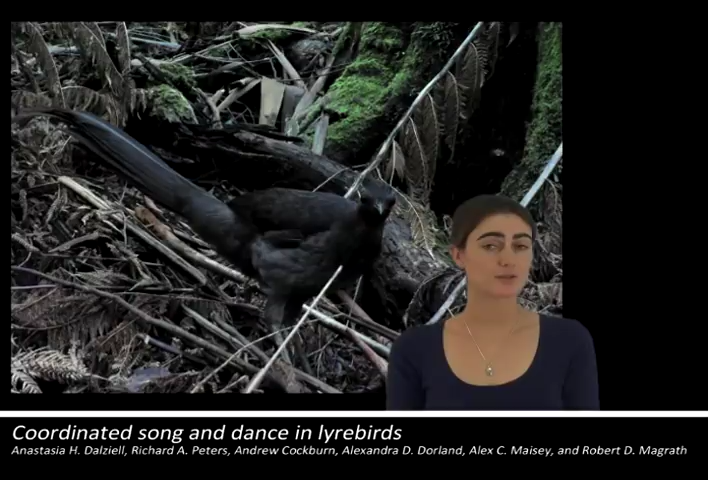 Coordinated song and dance in lyrebirds
Anastasia H. Dalziell, Richard A. Peters, Andrew Cockburn, Alexandra D. Dorland, Alex C. Maisey, and Robert D. Magrath